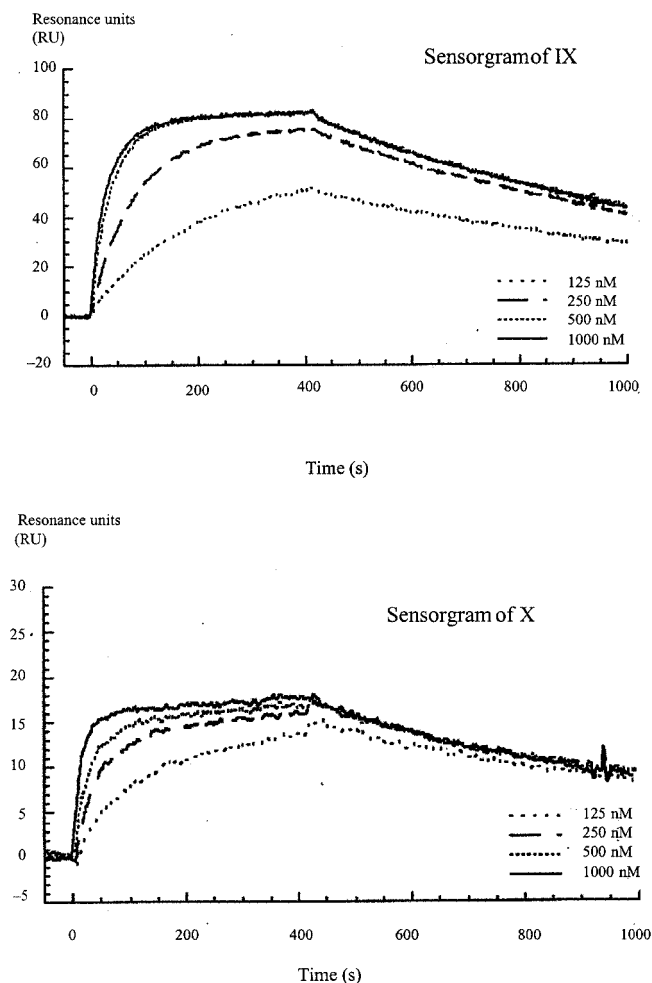 Resonance units
(RU)
Sensorgram of IX
100
80
60
40
20
0
–20
125 nM
250 nM
500 nM
1000 nM
0 200 400 600 800 1000
Time (s)
Resonance units
(RU)
30
Sensorgram of X
25
20
15
10
5
0
–5
125 nM
250 nM
500 nM
1000 nM
0 200 400 600 800 1000
Time (s)